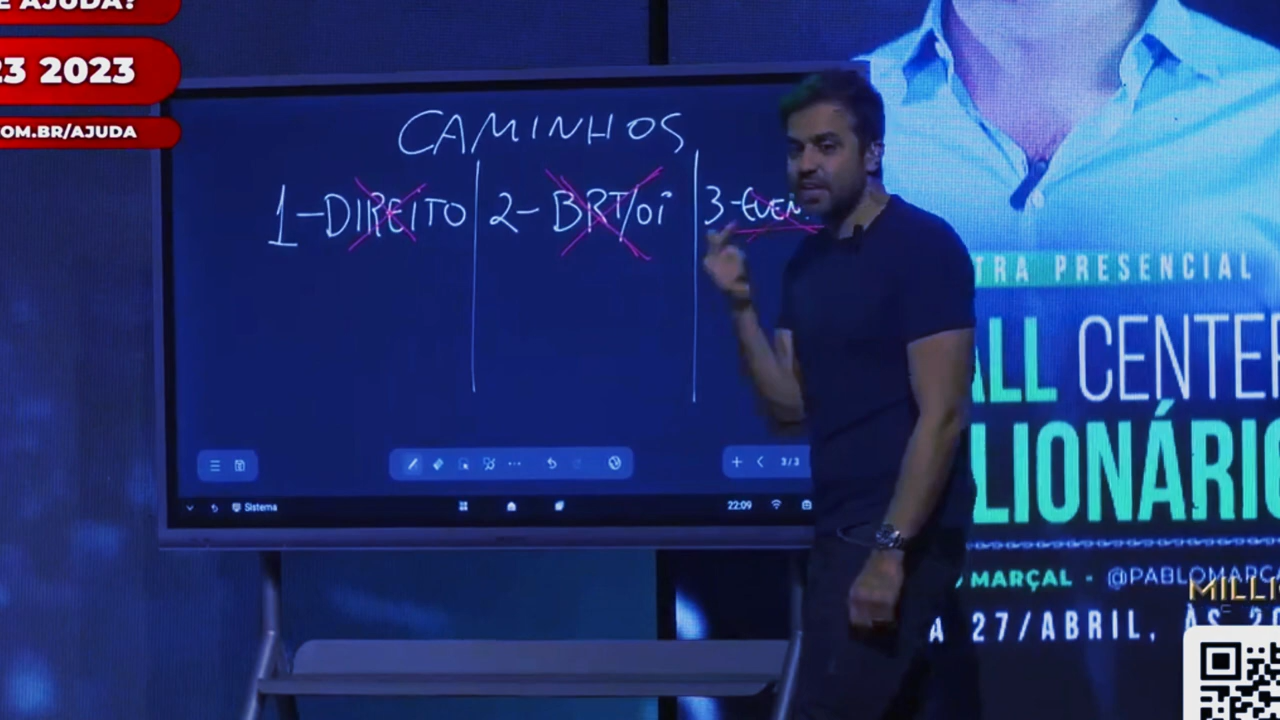 E AJUDA?
23 2023
OM.BR/AJUDA
CAMINHOS
1-DIREITO
2-BRT/Oi
3-EVEN
Sistema
3/3
22:09
TRA PRESENCIAL
ALL CENTER
LIONÁRIO
MARÇAL - @PABLOMARÇA
MILLI
A 27/ABRIL, ÀS 20